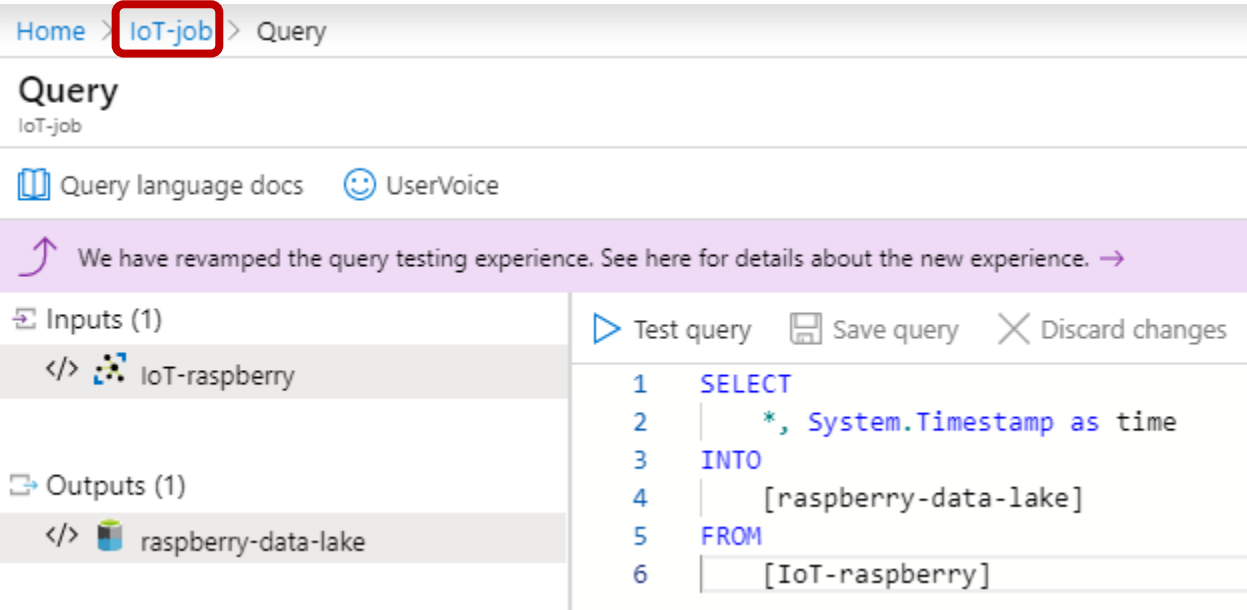 Home > IoT-job > Query
Query
IoT-job
Query language docs UserVoice
We have revamped the query testing experience. See here for details about the new experience. →
Inputs (1)
</> IoT-raspberry
Outputs (1)
</> raspberry-data-lake
Test query Save query Discard changes
1 SELECT
2 *, System.Timestamp as time
3 INTO
4 [raspberry-data-lake]
5 FROM
6 [IoT-raspberry]